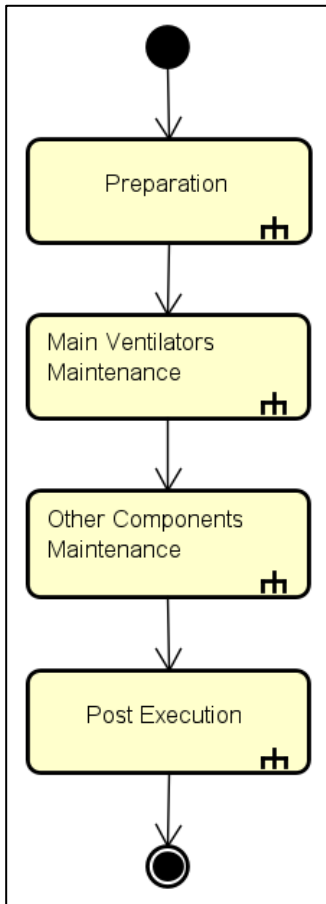 Preparation
Main Ventilators
Maintenance
Other Components
Maintenance
Post Execution